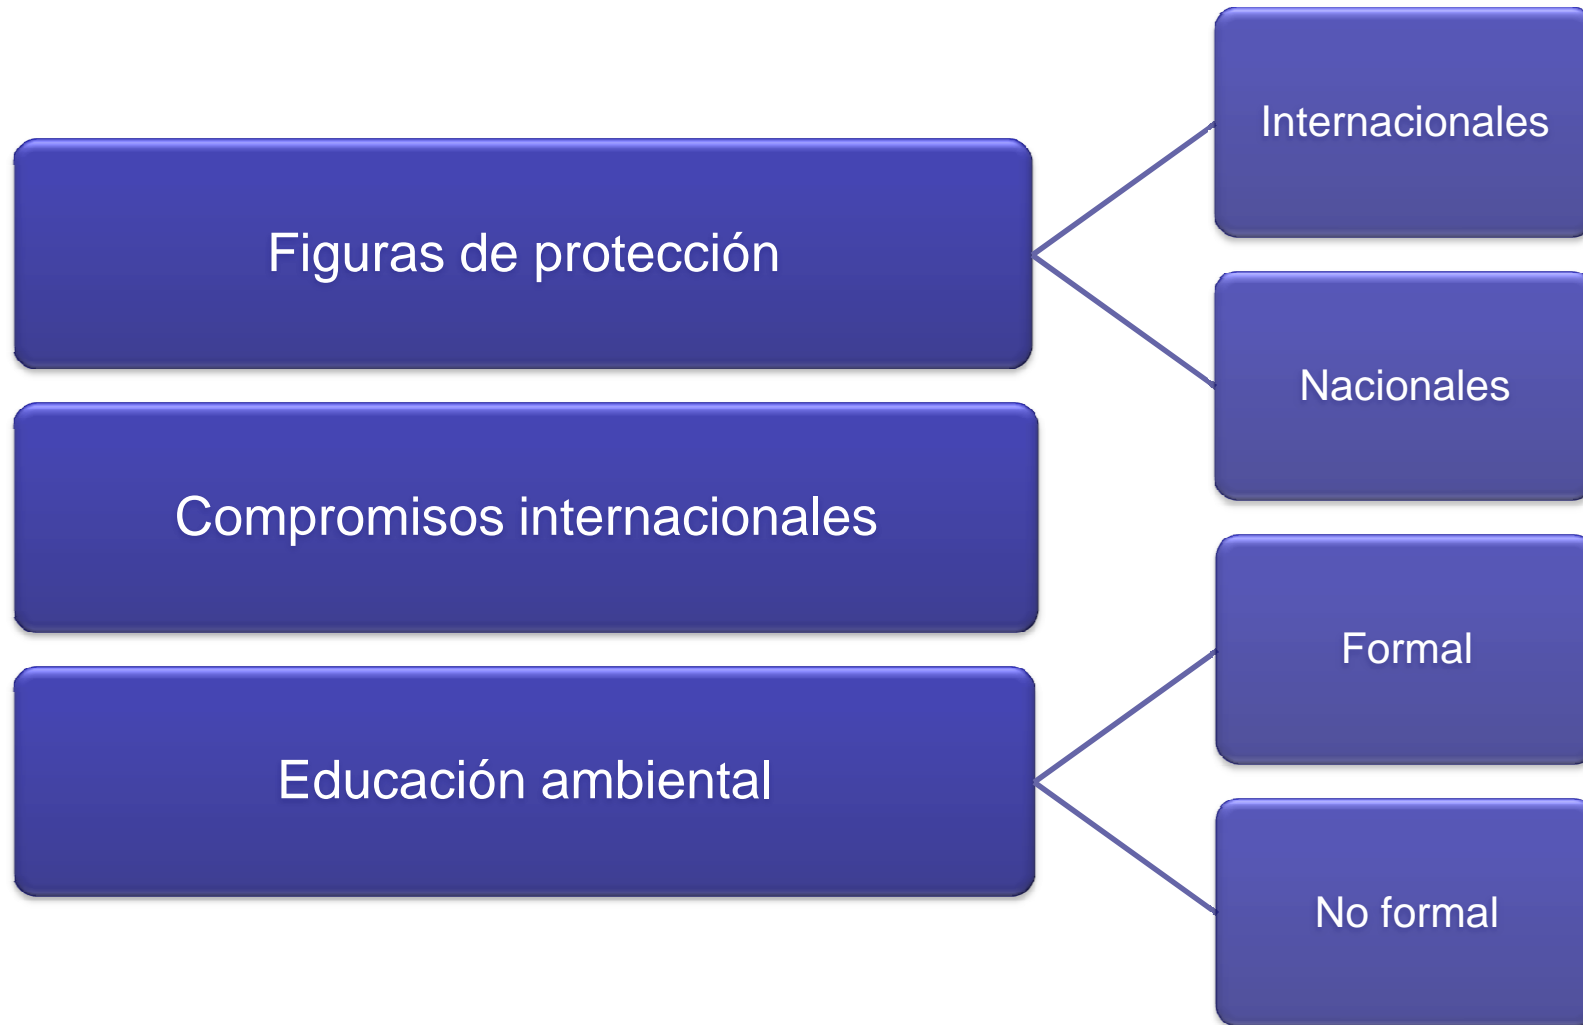 Figuras de protección
Internacionales
Nacionales
Compromisos internacionales
Educación ambiental
Formal
No formal